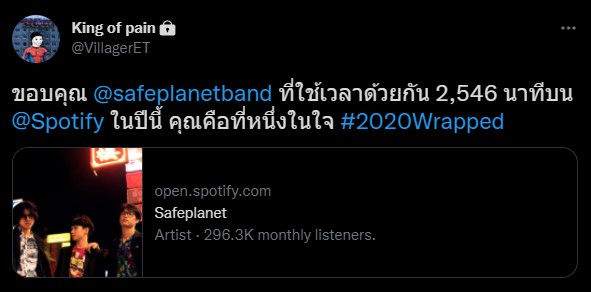 King of pain
@VillagerET
ขอบคุณ @safeplanetband ที่ใช้เวลาด้วยกัน 2,546 นาทีบน
@Spotify ในปีนี้ คุณคือที่หนึ่งในใจ #2020Wrapped
open.spotify.com
Safeplanet
Artist · 296.3K monthly listeners.